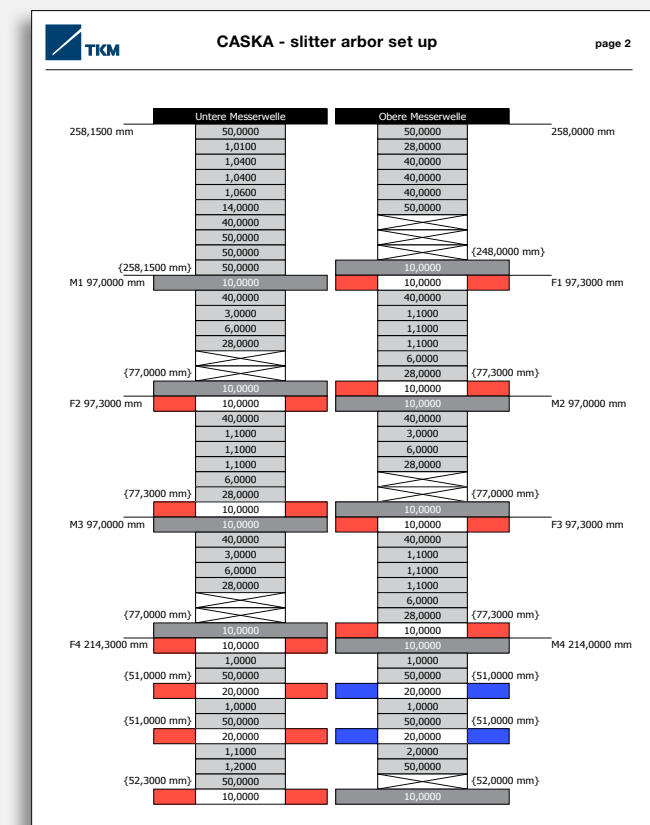 TKM
CASKA - slitter arbor set up
page 2
Untere Messerwelle
Obere Messerwelle
258,1500 mm
50,0000
50,0000
258,0000 mm
1,0100
28,0000
1,0400
40,0000
1,0400
40,0000
1,0600
40,0000
14,0000
50,0000
40,0000
50,0000
50,0000
{248,0000 mm}
{258,1500 mm}
50,0000
10,0000
M1 97,0000 mm
10,0000
10,0000
F1 97,3000 mm
40,0000
40,0000
3,0000
1,1000
6,0000
1,1000
28,0000
1,1000
6,0000
{77,0000 mm}
28,0000
{77,3000 mm}
10,0000
10,0000
F2 97,3000 mm
10,0000
10,0000
M2 97,0000 mm
40,0000
40,0000
1,1000
3,0000
1,1000
6,0000
1,1000
28,0000
6,0000
{77,3000 mm}
28,0000
{77,0000 mm}
10,0000
10,0000
M3 97,0000 mm
10,0000
10,0000
F3 97,3000 mm
40,0000
40,0000
3,0000
1,1000
6,0000
1,1000
28,0000
1,1000
6,0000
{77,0000 mm}
28,0000
{77,3000 mm}
10,0000
10,0000
F4 214,3000 mm
10,0000
10,0000
M4 214,0000 mm
1,0000
1,0000
{51,0000 mm}
50,0000
50,0000
{51,0000 mm}
20,0000
20,0000
1,0000
1,0000
{51,0000 mm}
50,0000
50,0000
{51,0000 mm}
20,0000
20,0000
1,1000
2,0000
1,2000
50,0000
{52,3000 mm}
50,0000
{52,0000 mm}
10,0000
10,0000